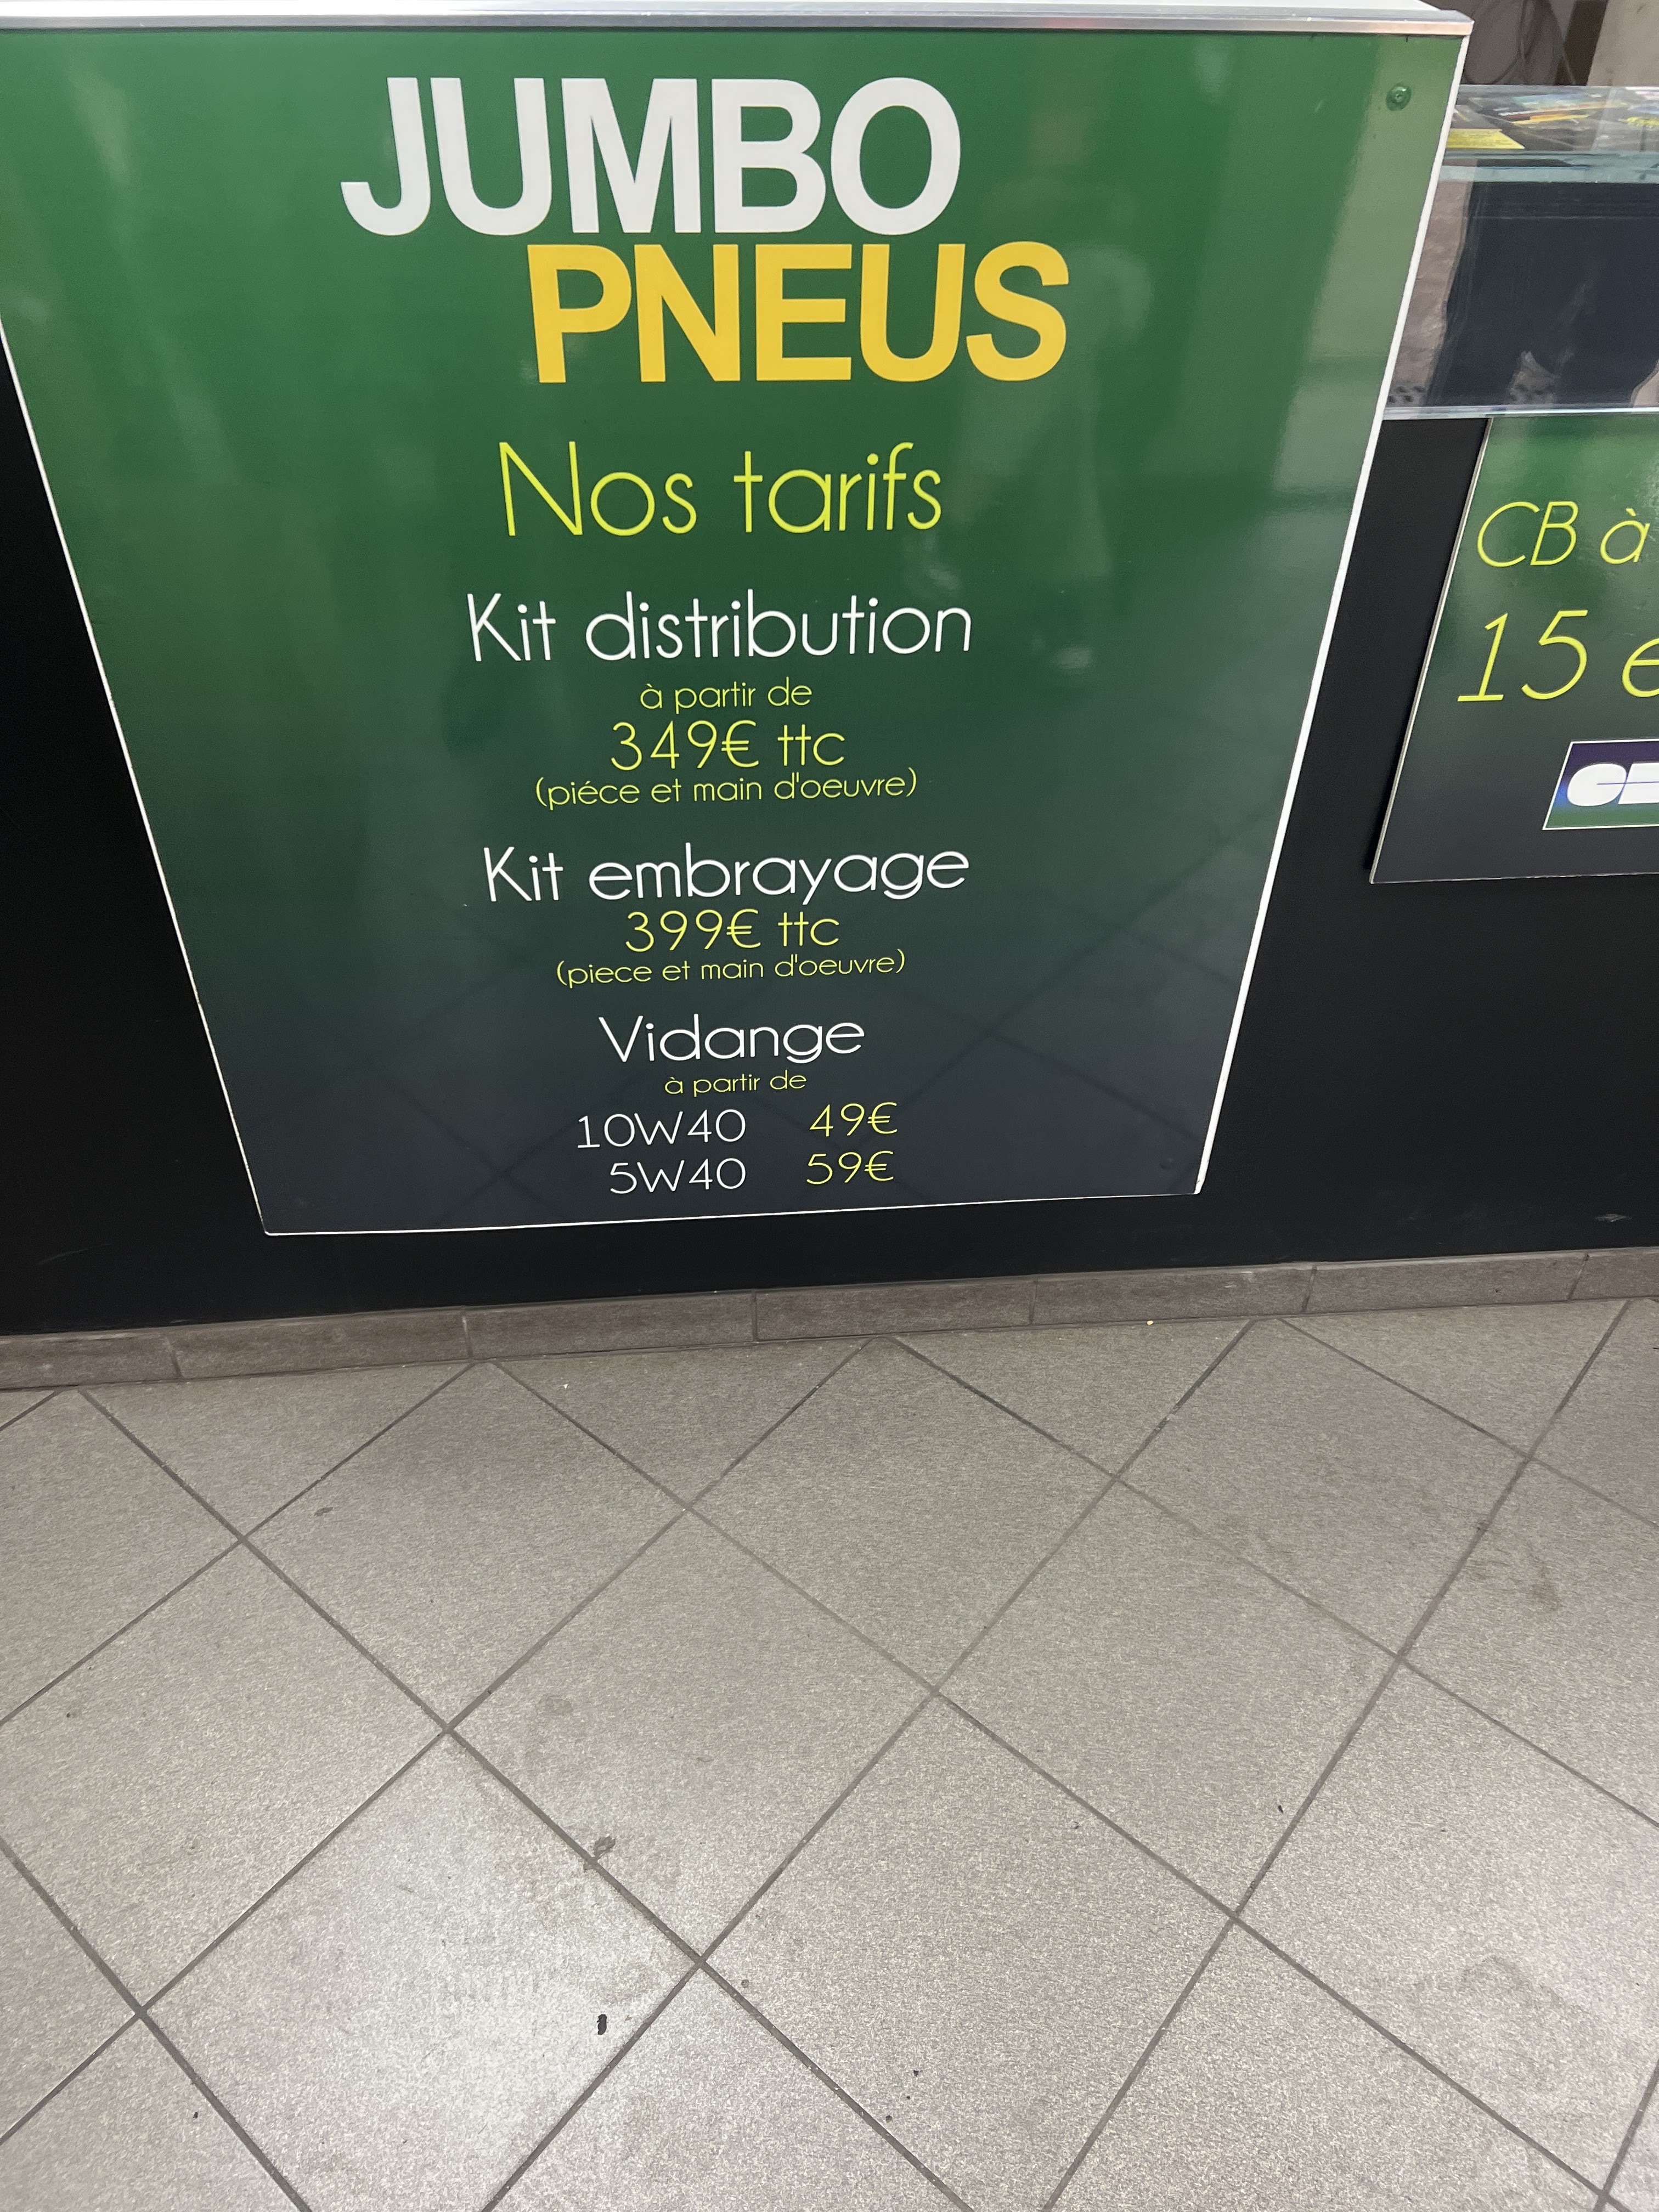 JUMBO
PNEUS
Nos tarifs
Kit distribution
à partir de
349€ ttc
(piéce et main d'oeuvre)
Kit embrayage
399€ ttc
(piece et main d'oeuvre)
Vidange
à partir de
10W40 49€
5W40 59€
CB à
15